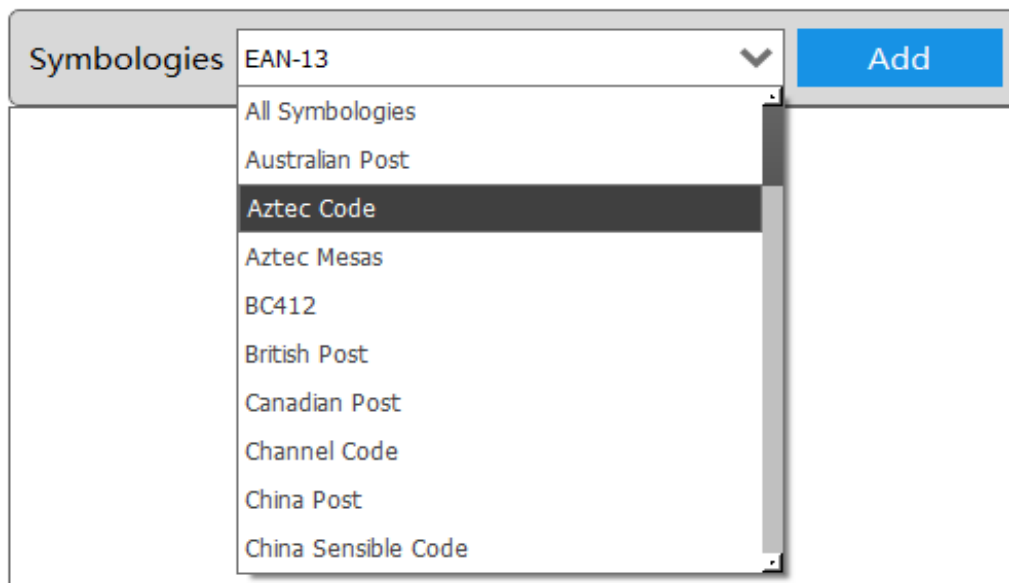 Symbologies EAN-13 Add
All Symbologies
Australian Post
Aztec Code
Aztec Mesas
BC412
British Post
Canadian Post
Channel Code
China Post
China Sensible Code